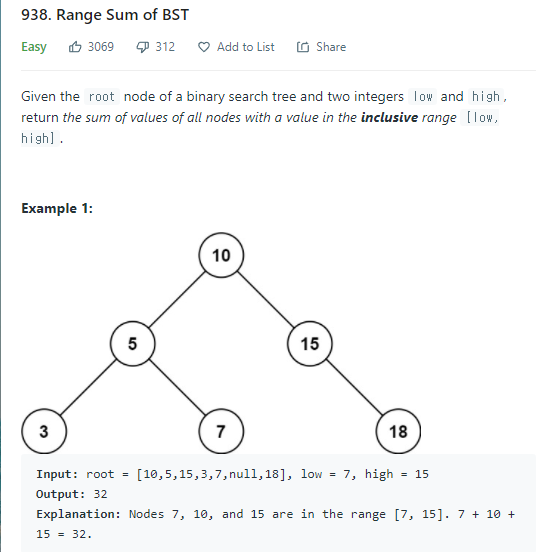 938. Range Sum of BST
Easy 3069 312 Add to List Share
Given the root node of a binary search tree and two integers low and high,
return the sum of values of all nodes with a value in the inclusive range [low,
high] .
Example 1:
10
5 15
3 7 18
Input: root = [10,5,15,3,7,null,18], low = 7, high = 15
Output: 32
Explanation: Nodes 7, 10, and 15 are in the range [7, 15]. 7 + 10 +
15 = 32.